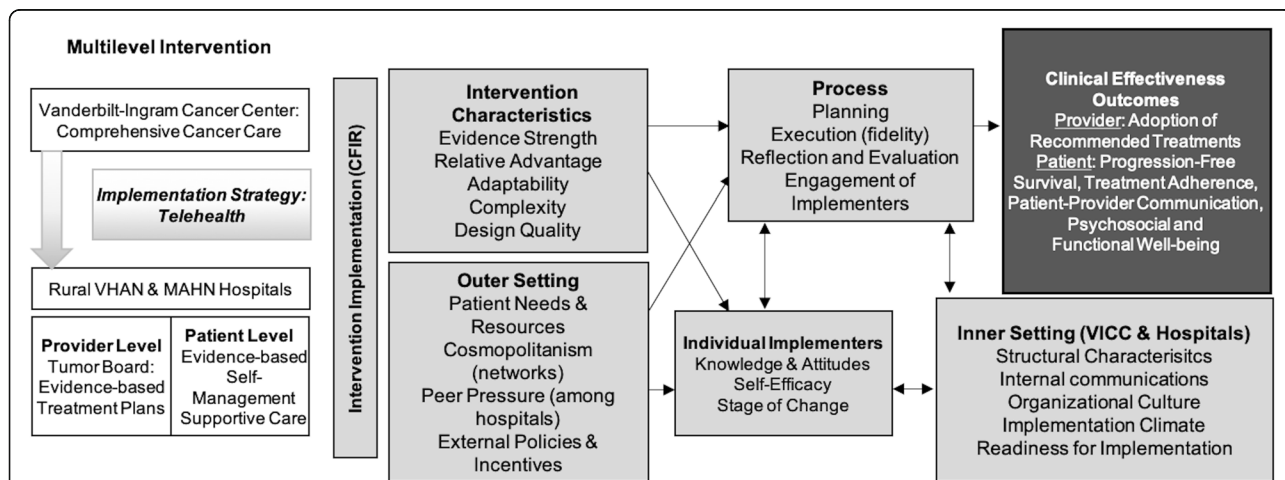 Multilevel Intervention
Vanderbilt-Ingram Cancer Center:
Comprehensive Cancer Care
Implementation Strategy:
Telehealth
Rural VHAN & MAHN Hospitals
Provider Level
Tumor Board:
Evidence-based
Treatment Plans
Patient Level
Evidence-based
Self-
Management
Supportive Care
Intervention Implementation (CFIR)
Intervention
Characteristics
Evidence Strength
Relative Advantage
Adaptability
Complexity
Design Quality
Outer Setting
Patient Needs &
Resources
Cosmopolitanism
(networks)
Peer Pressure (among
hospitals)
External Policies &
Incentives
Process
Planning
Execution (fidelity)
Reflection and Evaluation
Engagement of
Implementers
Individual Implementers
Knowledge & Attitudes
Self-Efficacy
Stage of Change
Clinical Effectiveness
Outcomes
Provider: Adoption of
Recommended Treatments
Patient: Progression-Free
Survival, Treatment Adherence,
Patient-Provider Communication,
Psychosocial and
Functional Well-being
Inner Setting (VICC & Hospitals)
Structural Characterisitcs
Internal communications
Organizational Culture
Implementation Climate
Readiness for Implementation